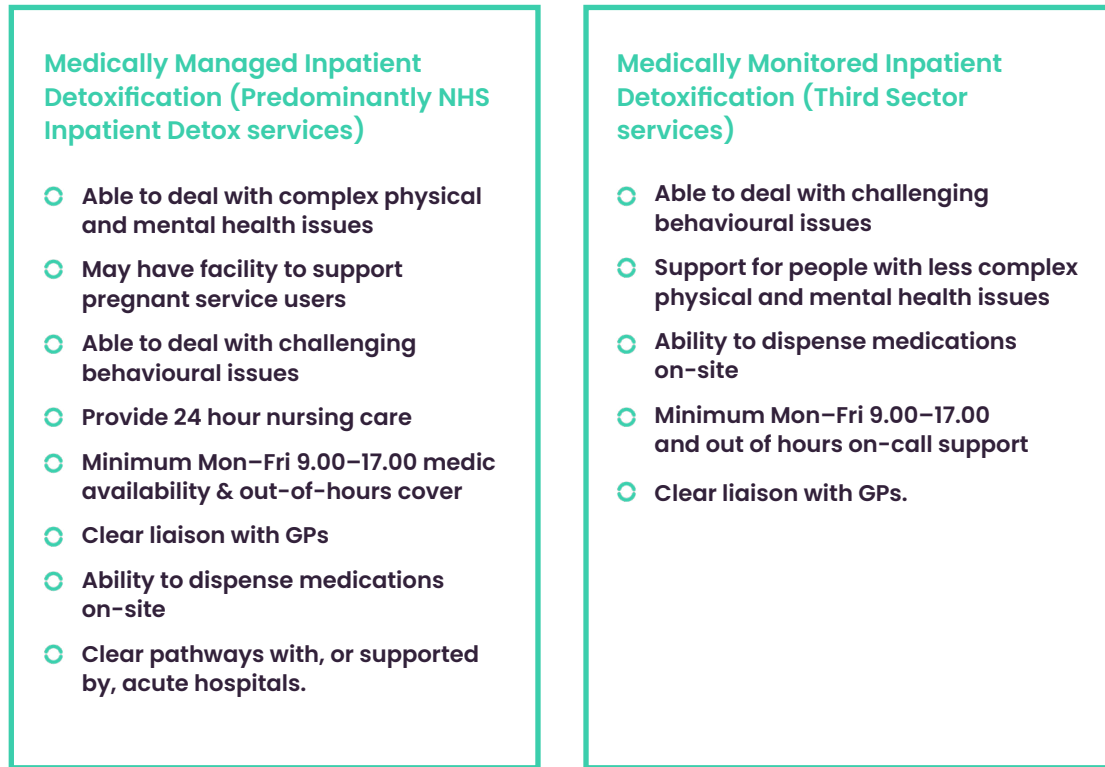 Medically Managed Inpatient
Detoxification (Predominantly NHS
Inpatient Detox services)
Able to deal with complex physical
and mental health issues
May have facility to support
pregnant service users
Able to deal with challenging
behavioural issues
Provide 24 hour nursing care
Minimum Mon–Fri 9.00–17.00 medic
availability & out-of-hours cover
Clear liaison with GPs
Ability to dispense medications
on-site
Clear pathways with, or supported
by, acute hospitals.
Medically Monitored Inpatient
Detoxification (Third Sector
services)
Able to deal with challenging
behavioural issues
Support for people with less complex
physical and mental health issues
Ability to dispense medications
on-site
Minimum Mon–Fri 9.00–17.00
and out of hours on-call support
Clear liaison with GPs.